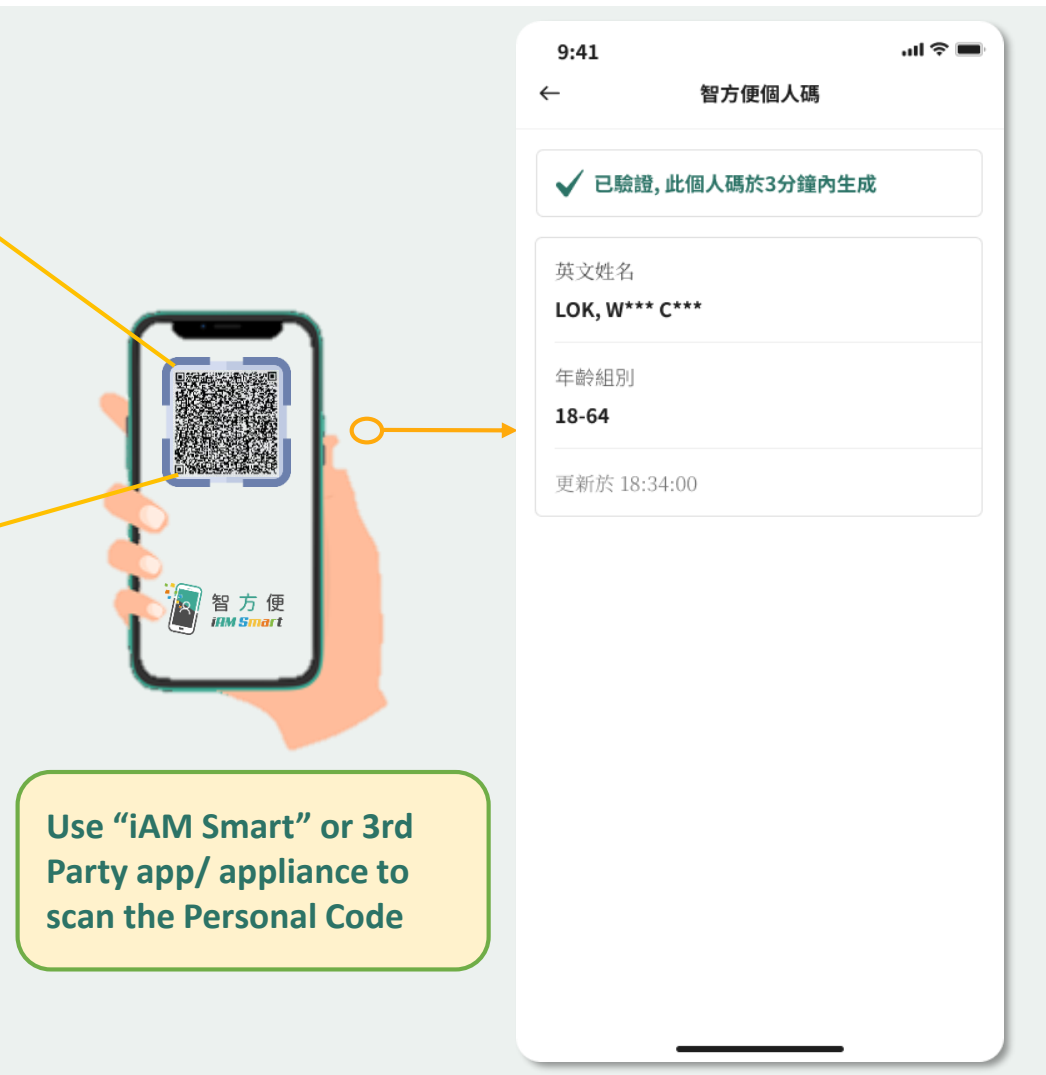 9:41
智方便個人碼
已驗證, 此個人碼於3分鐘內生成
英文姓名
LOK, W*** C***
年齡組別
18-64
更新於 18:34:00
智方便
iAM Smart
Use “iAM Smart” or 3rd
Party app/ appliance to
scan the Personal Code